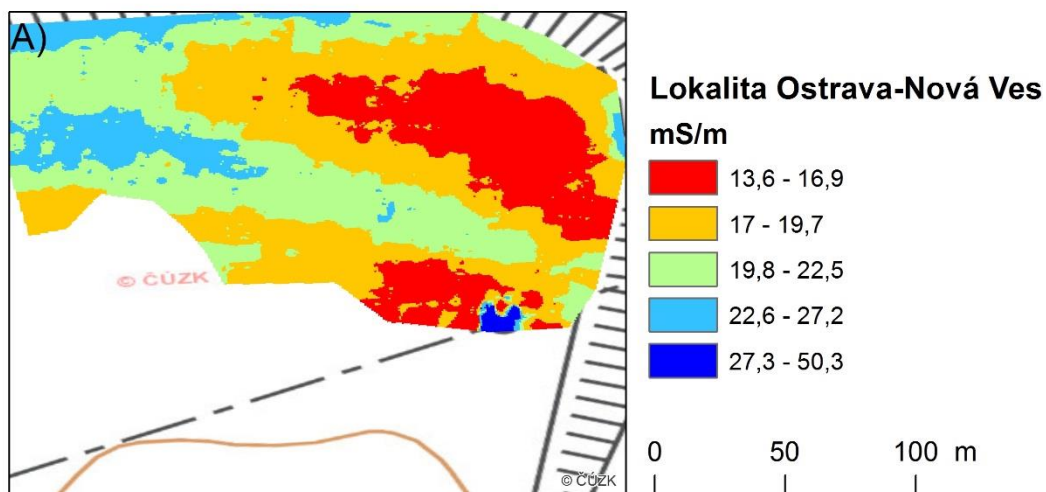 A)
Lokalita Ostrava-Nová Ves
mS/m
13,6 - 16,9
17 - 19,7
19,8 - 22,5
22,6 - 27,2
27,3 - 50,3
© ČÚZK
0 50 100 m
© ČÚZK